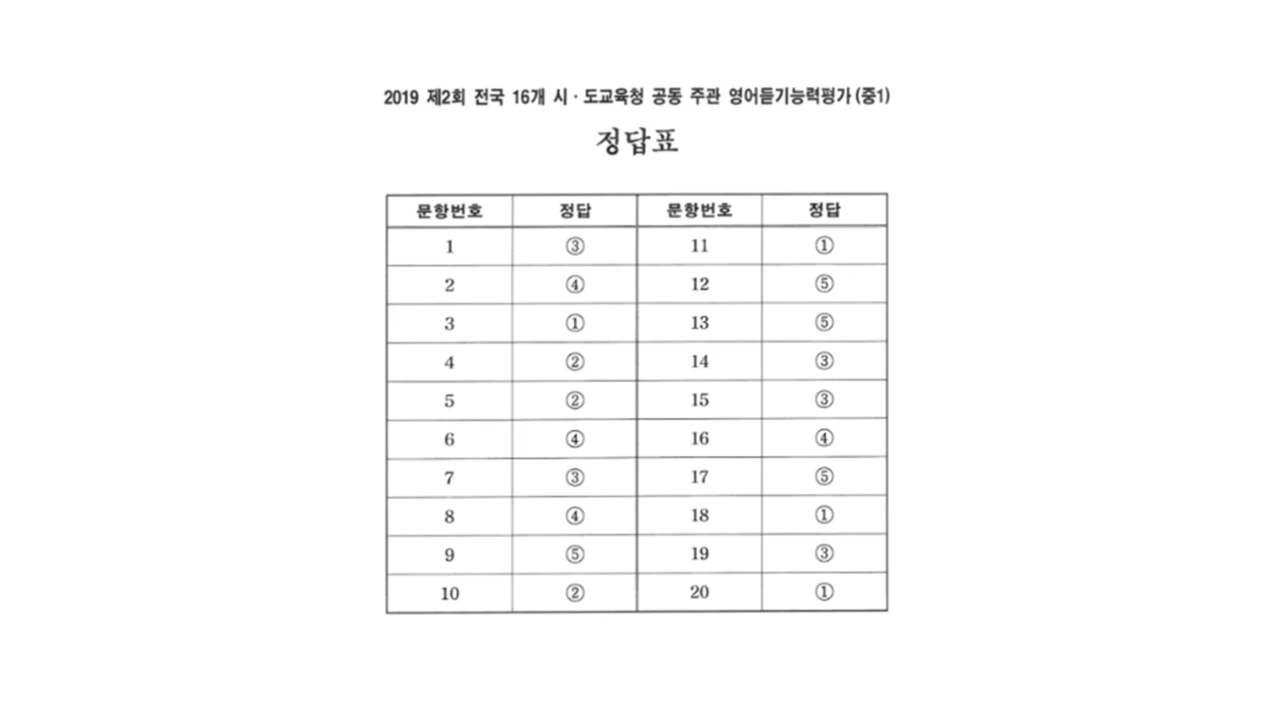 2019 제2회 전국 16개 시·도교육청 공동 주관 영어듣기능력평가(중1)
정답표
문항번호 정답 문항번호 정답
1 ③ 11 ①
2 ④ 12 ⑤
3 ① 13 ⑤
4 ② 14 ③
5 ② 15 ③
6 ④ 16 ④
7 ③ 17 ⑤
8 ④ 18 ①
9 ⑤ 19 ③
10 ② 20 ①